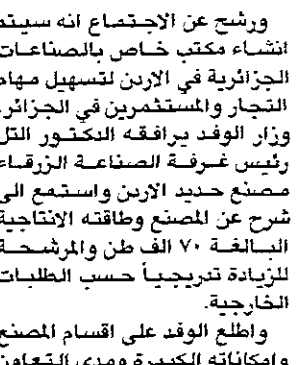 ورشح عن الاجتماع انه سيتم
انشاء مكتب خاص بالصناعات
الجزائرية في الاردن لتسهيل مهام
التجار والمستثمرين في الجزائر.
وزار الوفد يرافقه الدكتور التل
رئيس غرفة الصناعة الزرقاء
مصنع حديد الاردن واستمع الى
شرح عن المصنع وطاقته الانتاجية
البالغة ٧٠ الف طن والمرشحة
للزيادة تدريجياً حسب الطلبات
الخارجية.
واطلع الوفد على اقسام المصنع
وامكاناته الكبيرة ومدى التعاون